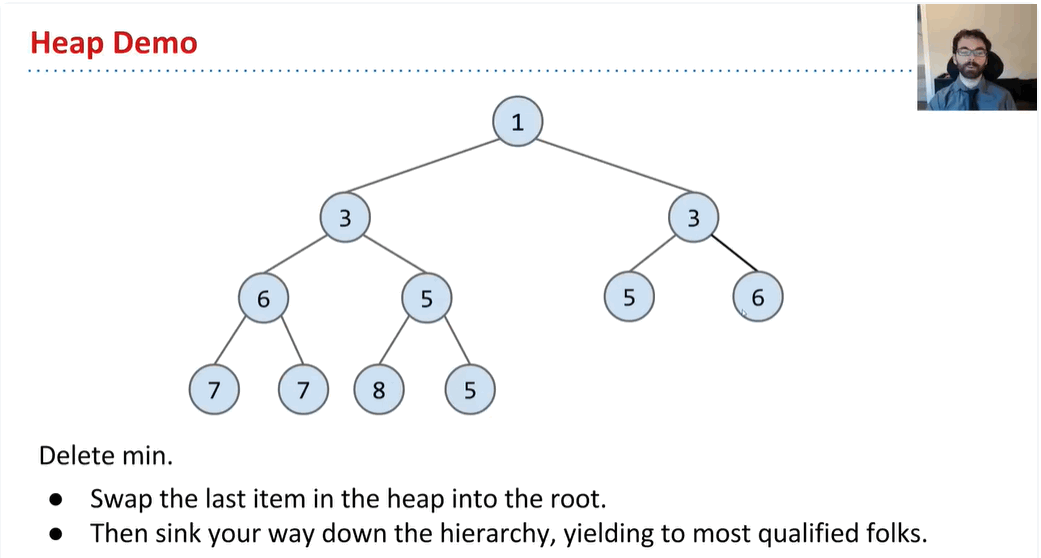 Heap Demo
1
3 3
6 5 5 6
7 7 8 5
Delete min.
● Swap the last item in the heap into the root.
● Then sink your way down the hierarchy, yielding to most qualified folks.